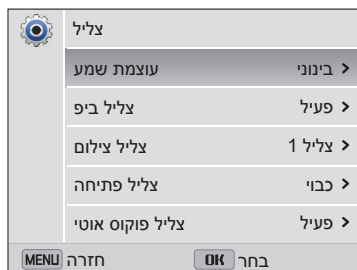 צליל
עוצמת שמע בינוני
צליל ביפ פעיל
צליל צילום צליל 1
צליל פתיחה כבוי
צליל פוקוס אוטי פעיל
MENU חזרה OK בחר